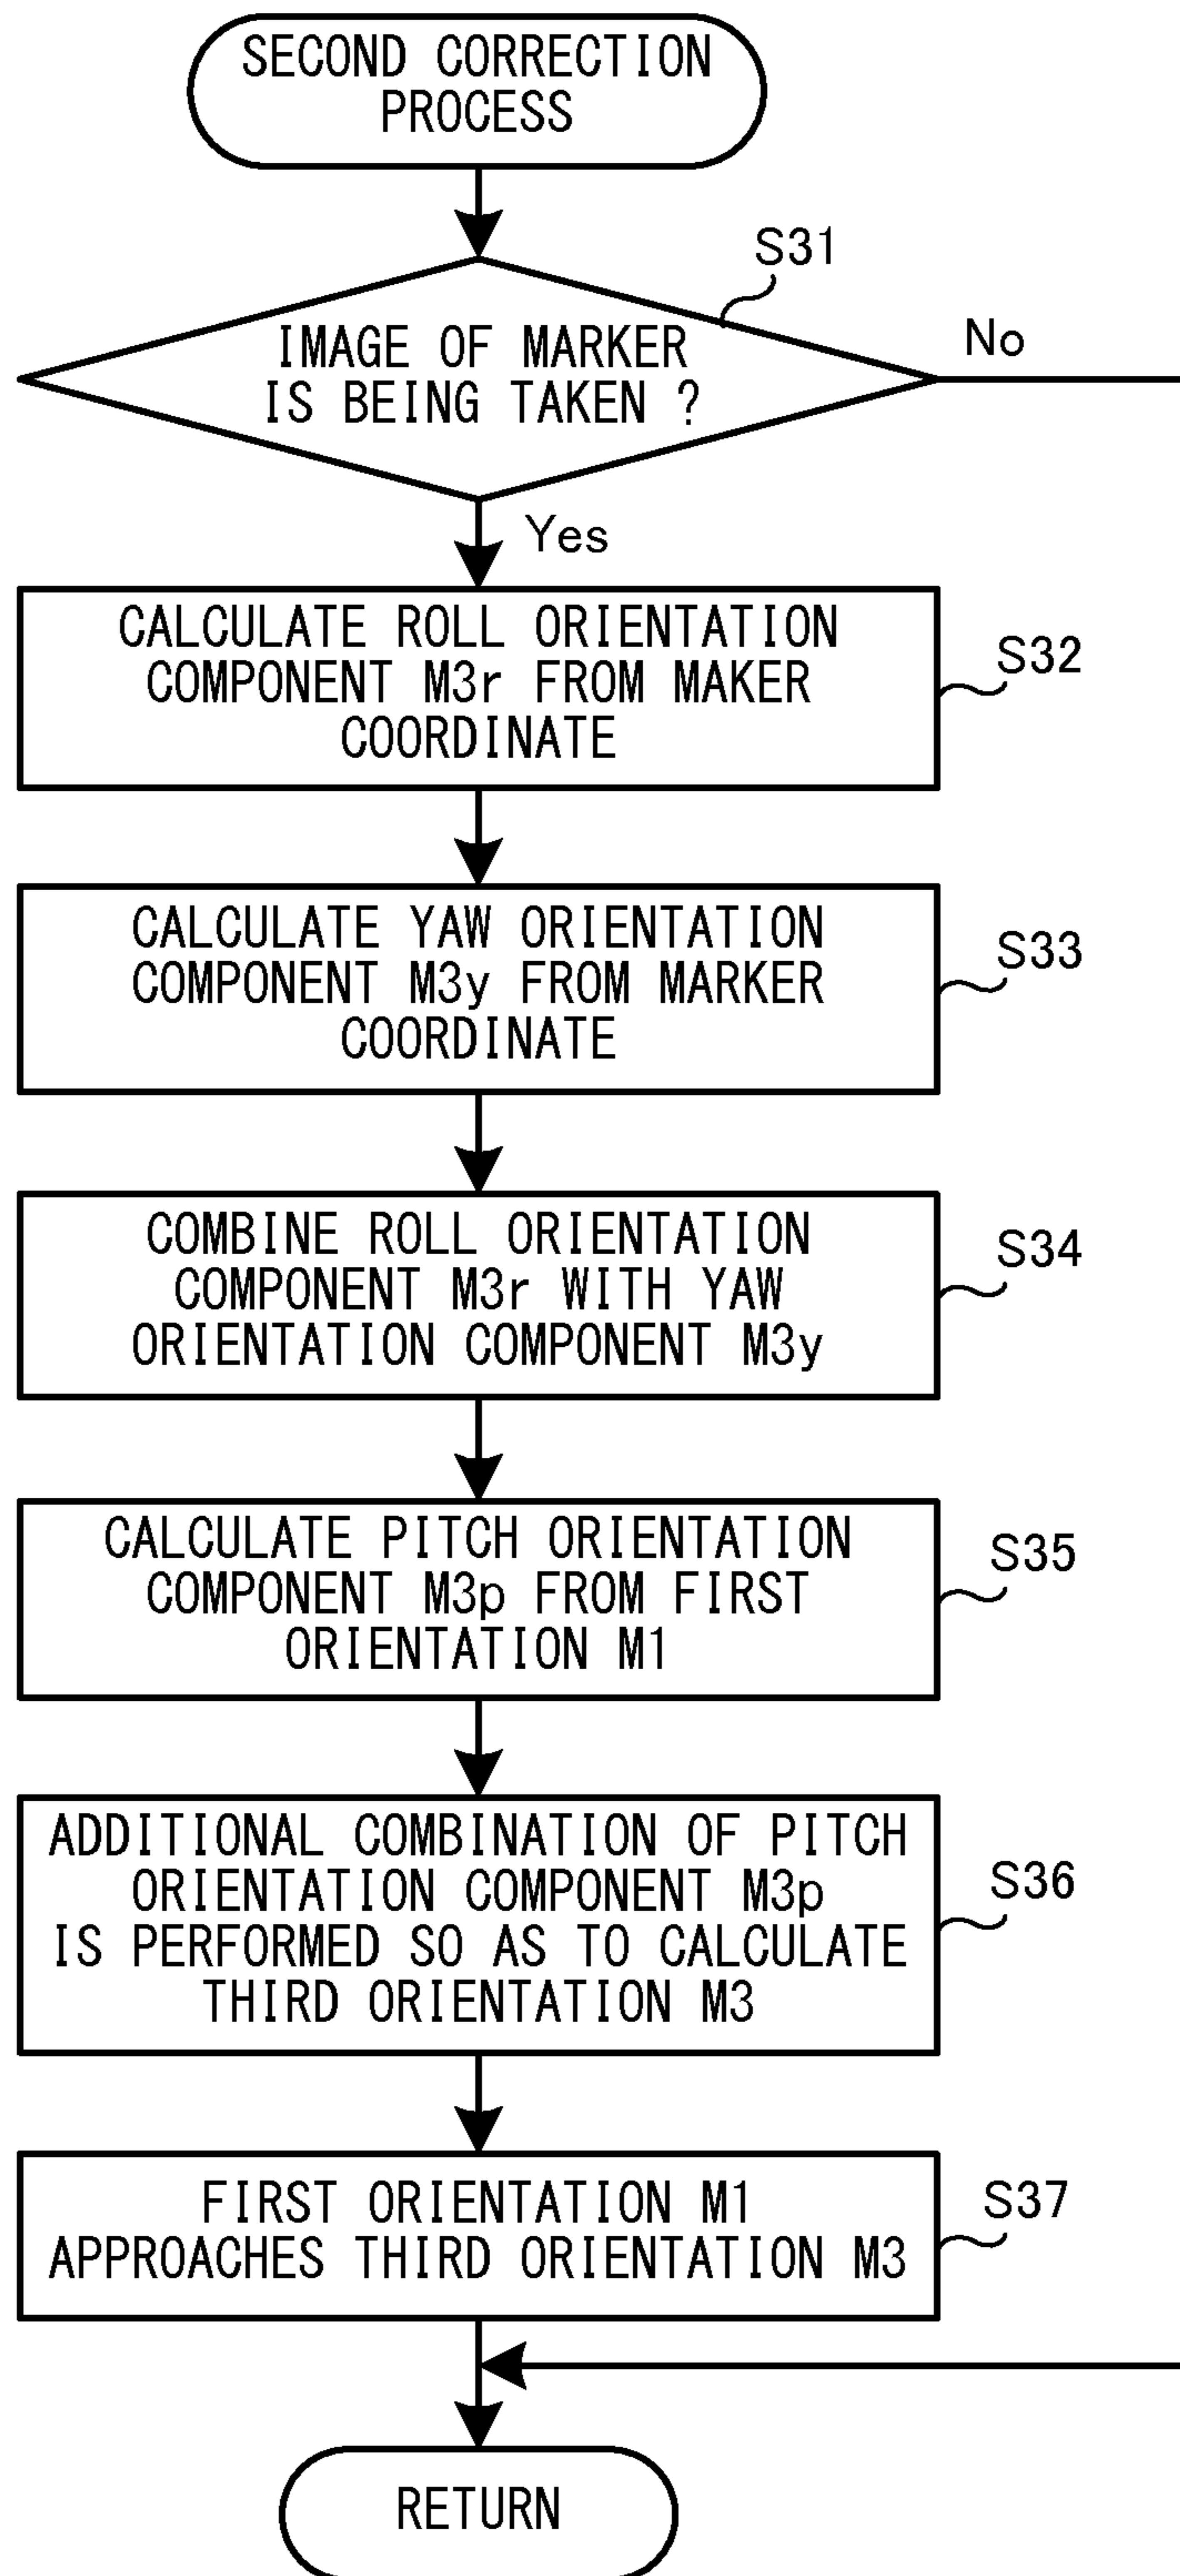 SECOND CORRECTION
PROCESS
S31
IMAGE OF MARKER
IS BEING TAKEN ?
No
Yes
CALCULATE ROLL ORIENTATION
COMPONENT M3r FROM MAKER
COORDINATE
S32
CALCULATE YAW ORIENTATION
COMPONENT M3y FROM MARKER
COORDINATE
S33
COMBINE ROLL ORIENTATION
COMPONENT M3r WITH YAW
ORIENTATION COMPONENT M3y
S34
CALCULATE PITCH ORIENTATION
COMPONENT M3p FROM FIRST
ORIENTATION M1
S35
ADDITIONAL COMBINATION OF PITCH
ORIENTATION COMPONENT M3p
IS PERFORMED SO AS TO CALCULATE
THIRD ORIENTATION M3
S36
FIRST ORIENTATION M1
APPROACHES THIRD ORIENTATION M3
S37
RETURN